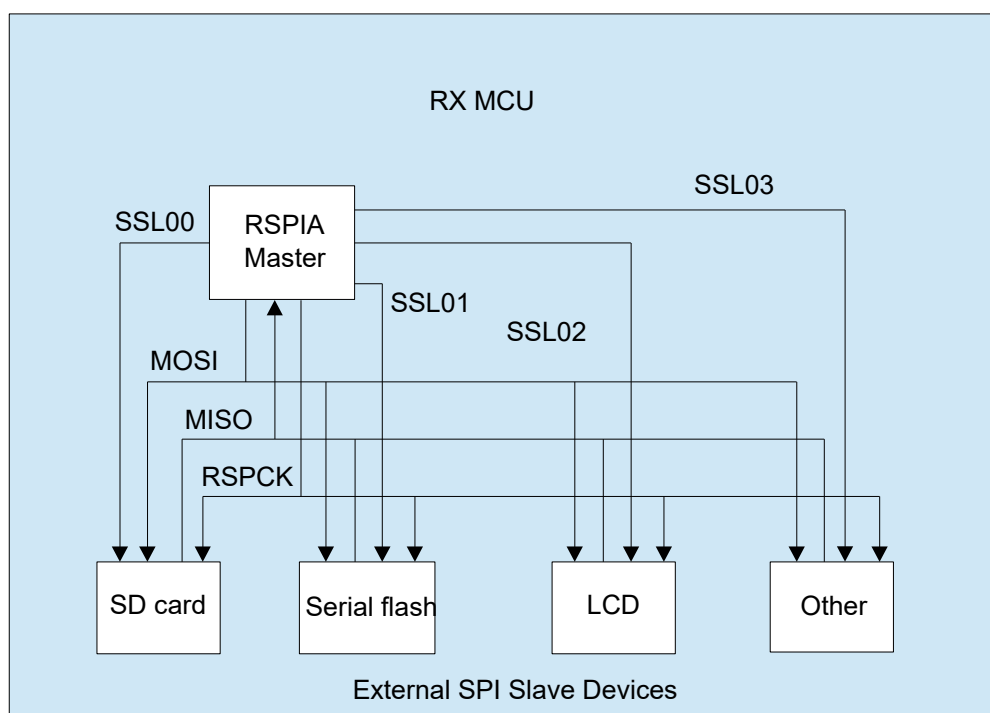 RX MCU
SSL03
SSL00
RSPIA
Master
SSL01
SSL02
MOSI
MISO
RSPCK
SD card
Serial flash
LCD
Other
External SPI Slave Devices